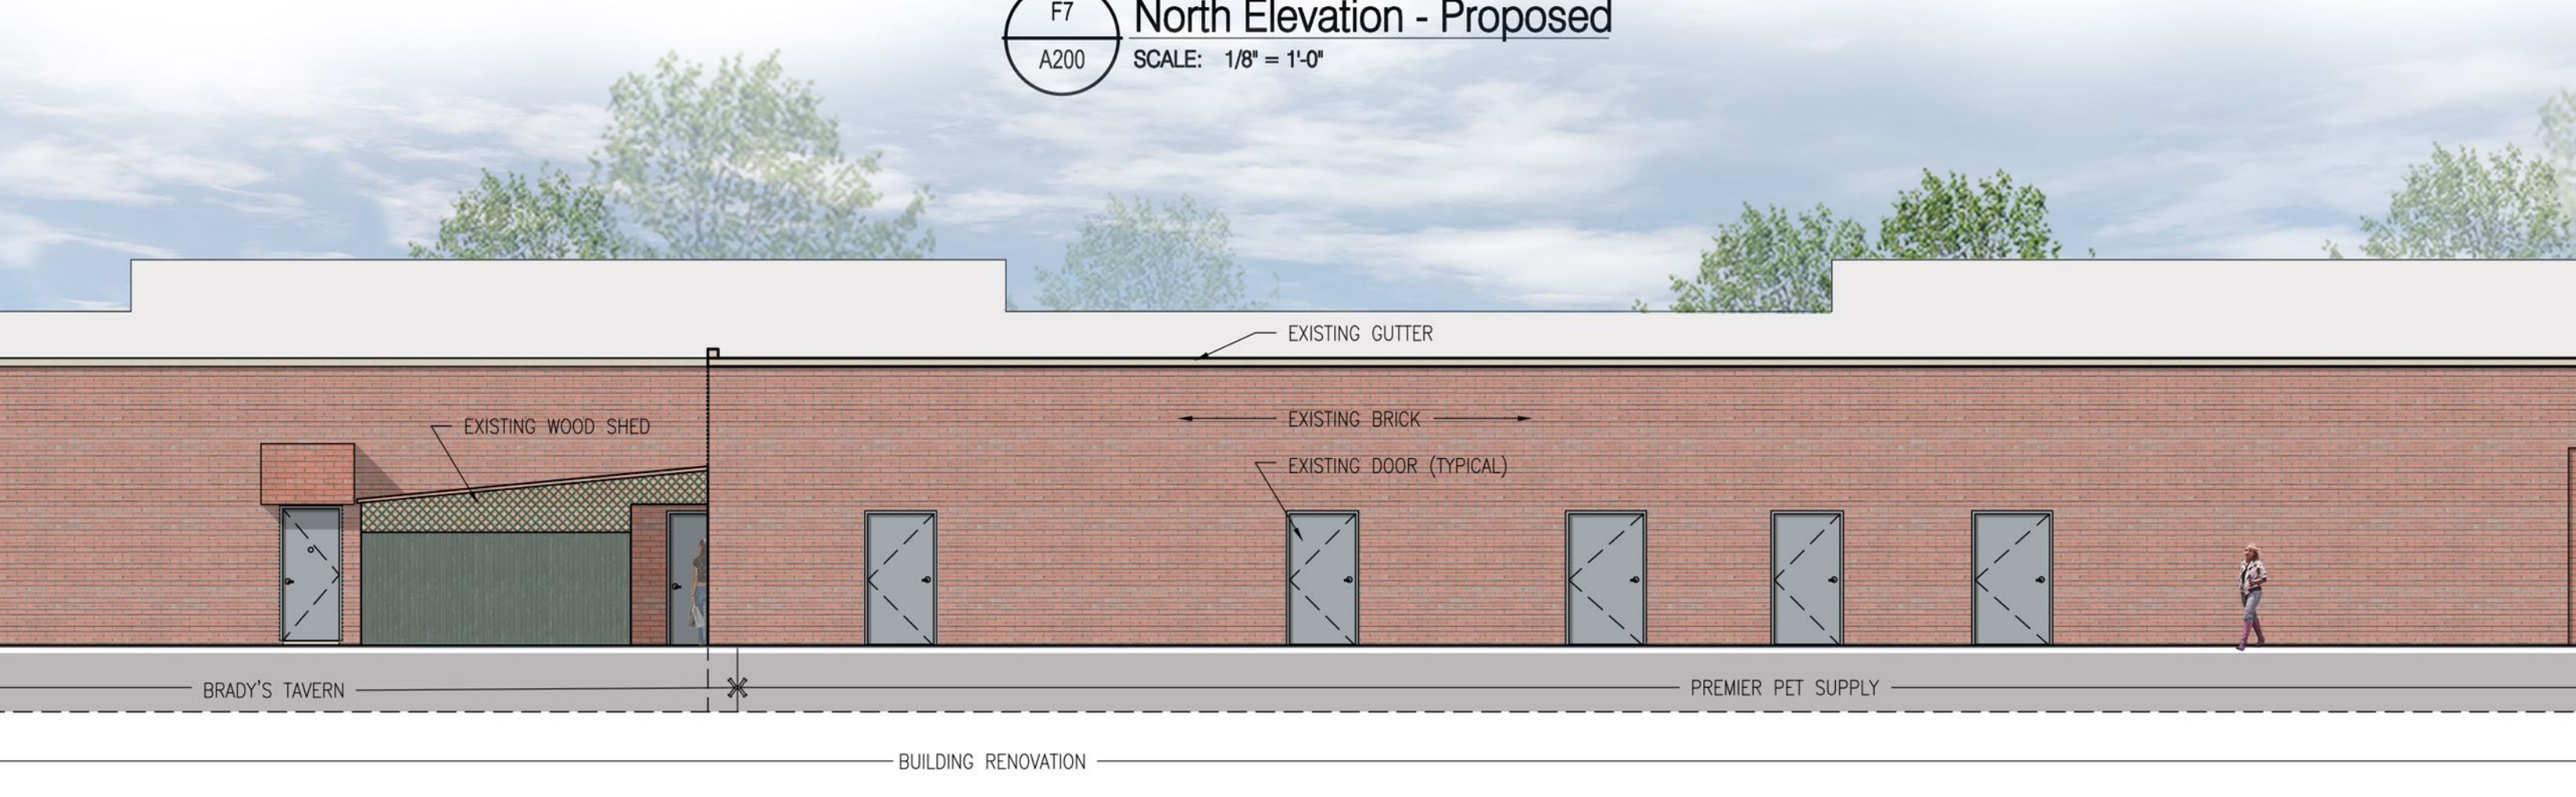 F7
A200
North Elevation - Proposed
SCALE: 1/8" = 1'-0"
EXISTING GUTTER
EXISTING WOOD SHED
EXISTING BRICK
EXISTING DOOR (TYPICAL)
BRADY'S TAVERN
PREMIER PET SUPPLY
BUILDING RENOVATION